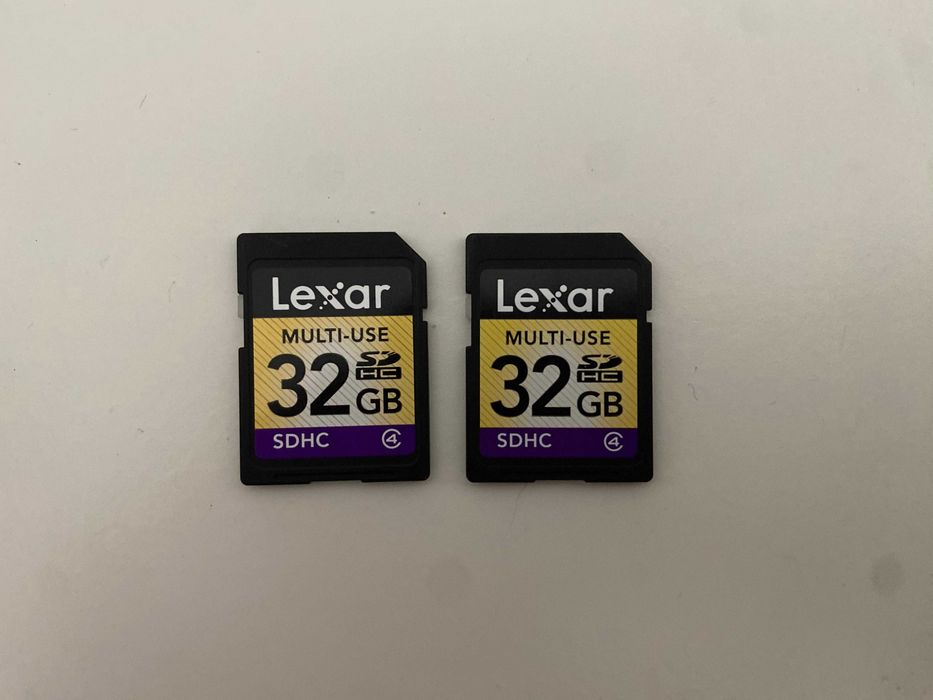 Lexar
MULTI-USE
32 SD HC
GB
SDHC 4
Lexar
MULTI-USE
32 SD HC
GB
SDHC 4